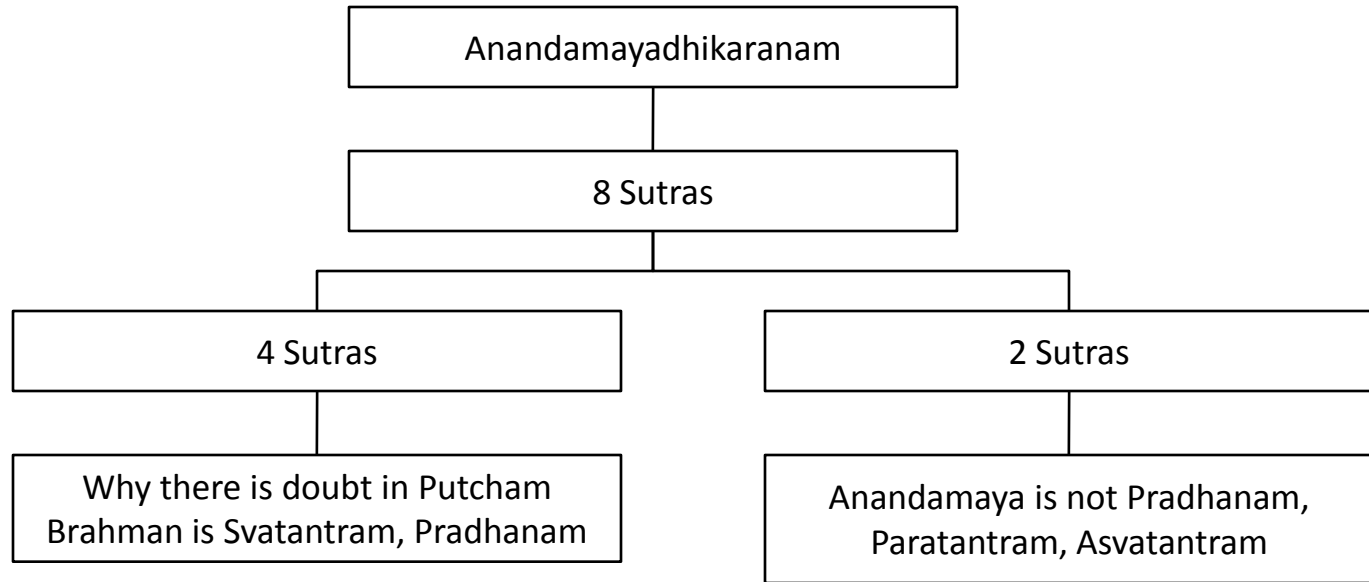 Anandamayadhikaranam
8 Sutras
4 Sutras
2 Sutras
Why there is doubt in Putcham
Brahman is Svatantram, Pradhanam
Anandamaya is not Pradhanam,
Paratantram, Asvatantram